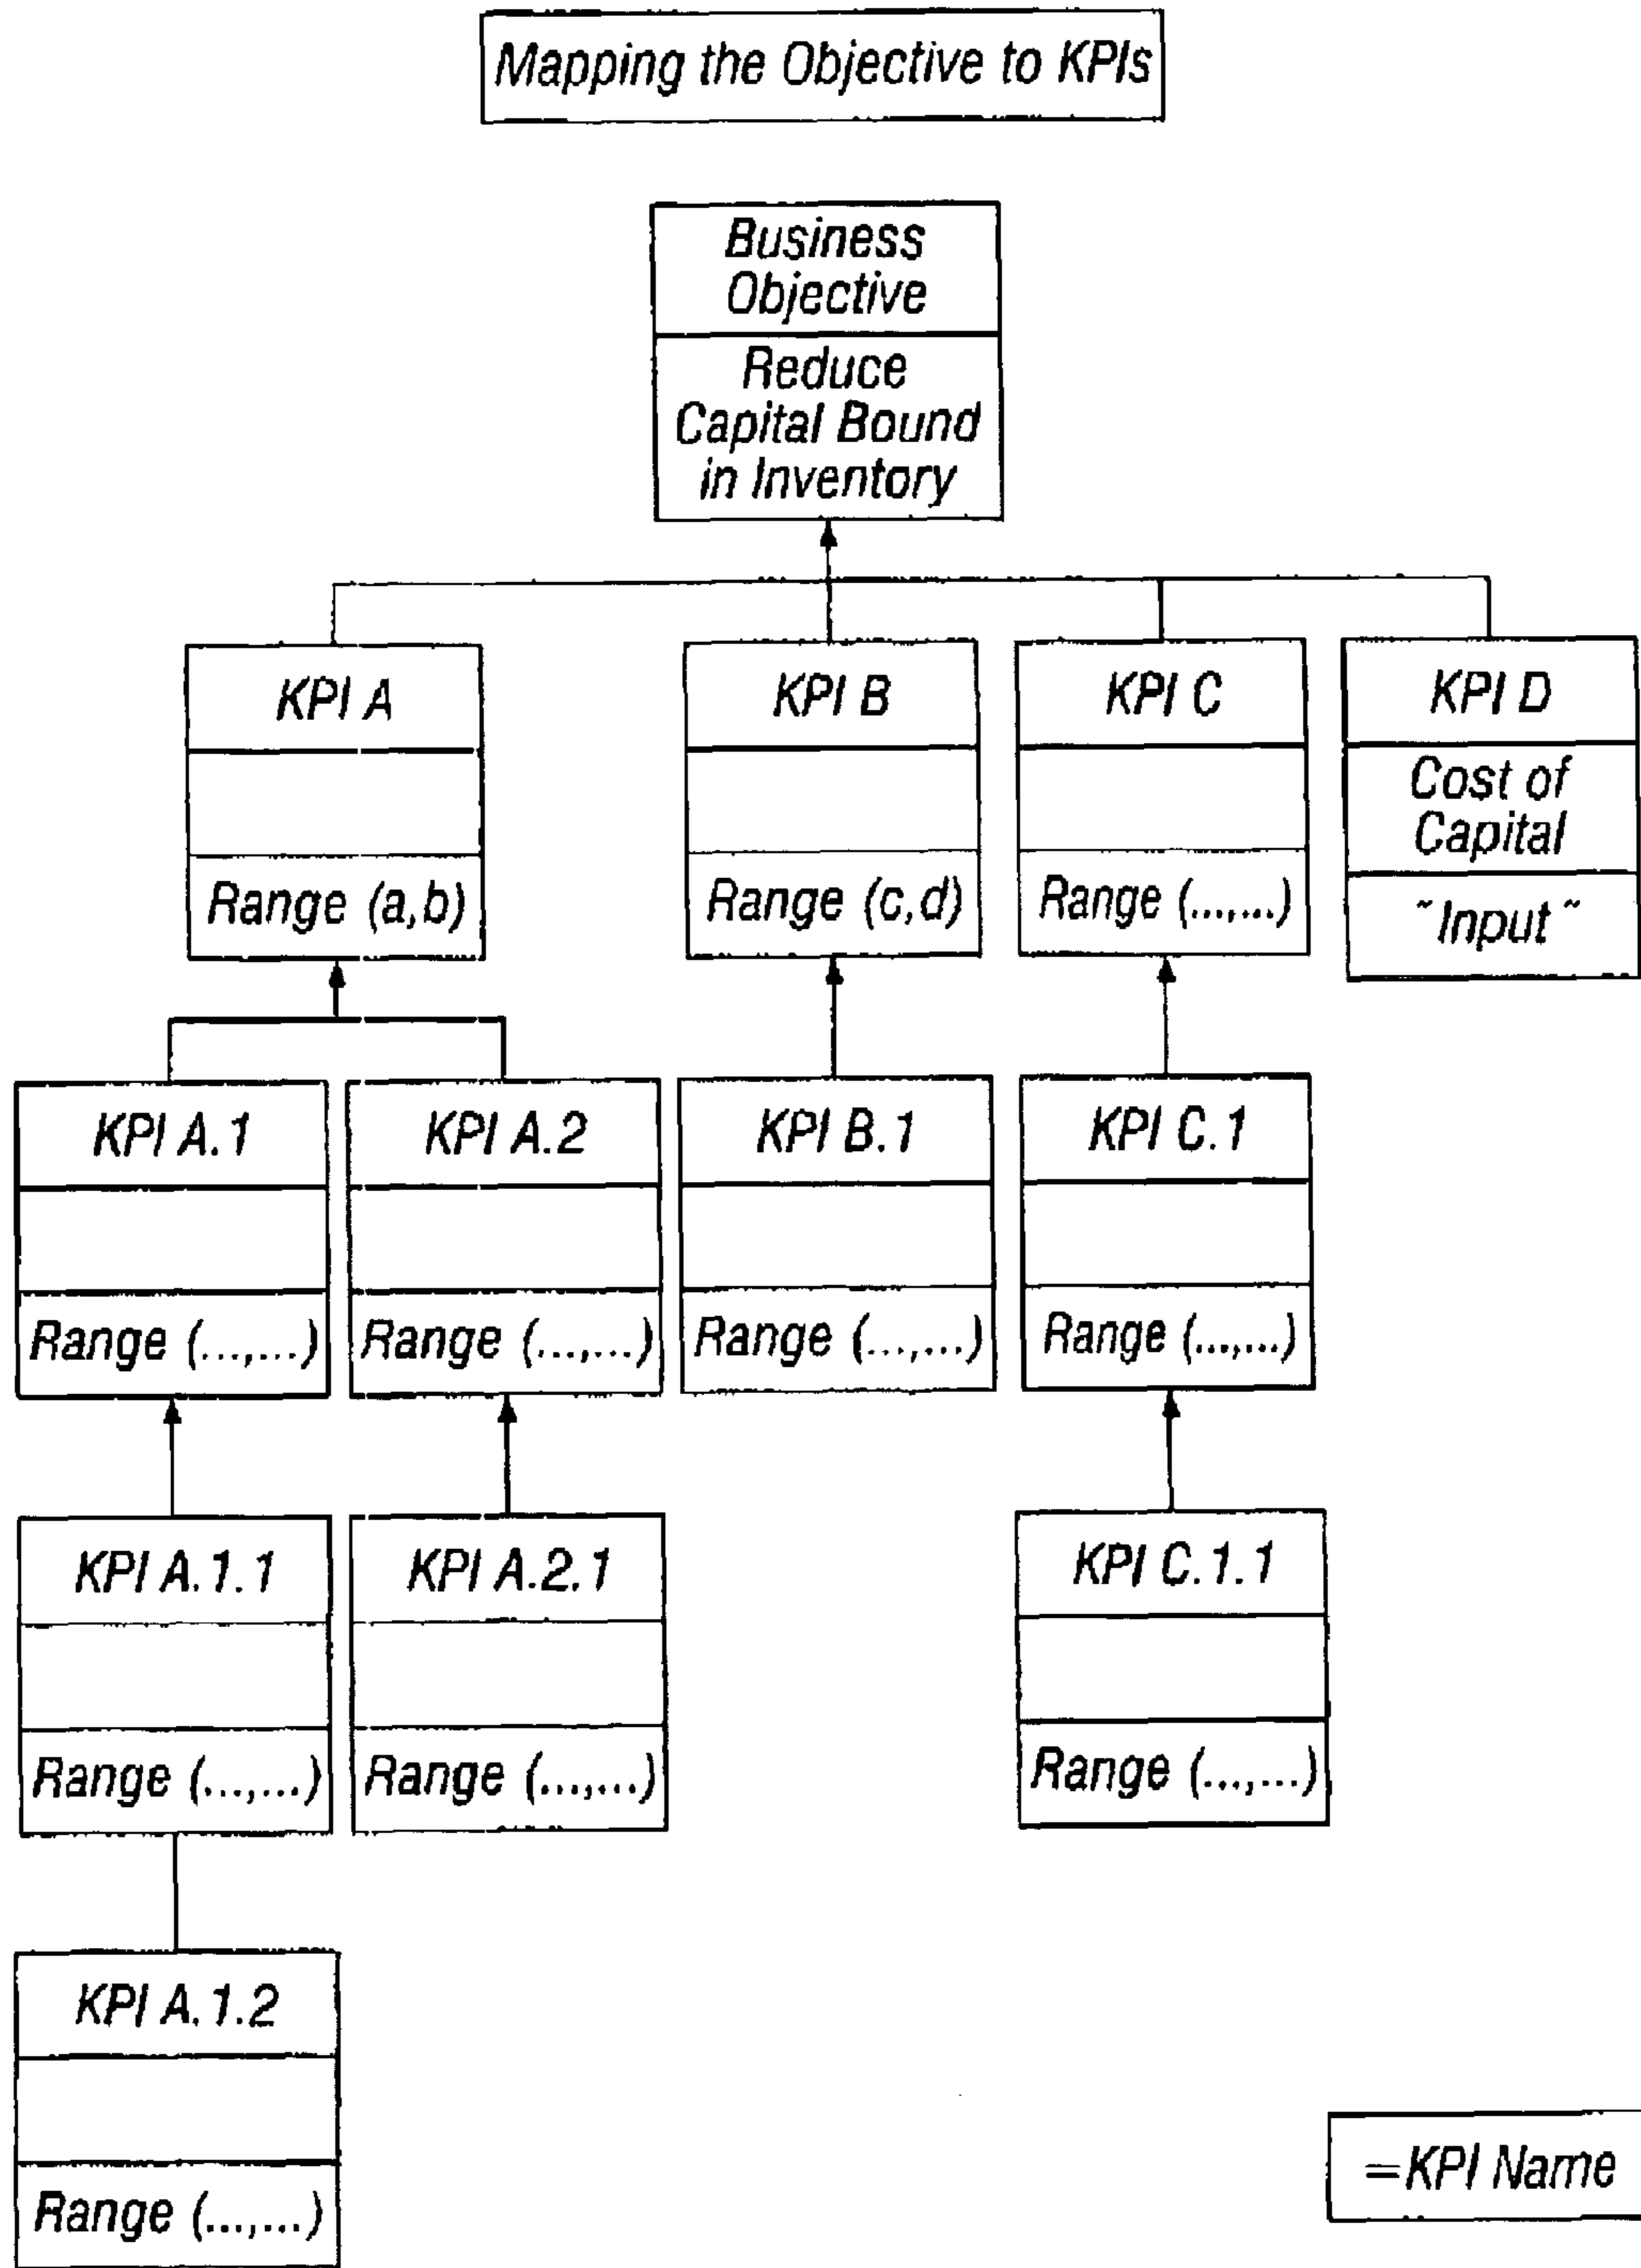 Mapping the Objective to KPIs
Business
Objective
Reduce
Capital Bound
in Inventory
KPI A
KPI B
KPI C
KPI D
Cost of
Capital
Range (a,b)
Range (c,d)
Range (...,...)
"Input"
KPI A.1
KPI A.2
KPI B.1
KPI C.1
Range (...,...)
Range (...,...)
Range (...,...)
Range (...,...)
KPI A.1.1
KPI A.2.1
KPI C.1.1
Range (...,...)
Range (...,...)
Range (...,...)
KPI A.1.2
Range (...,...)
=KPI Name